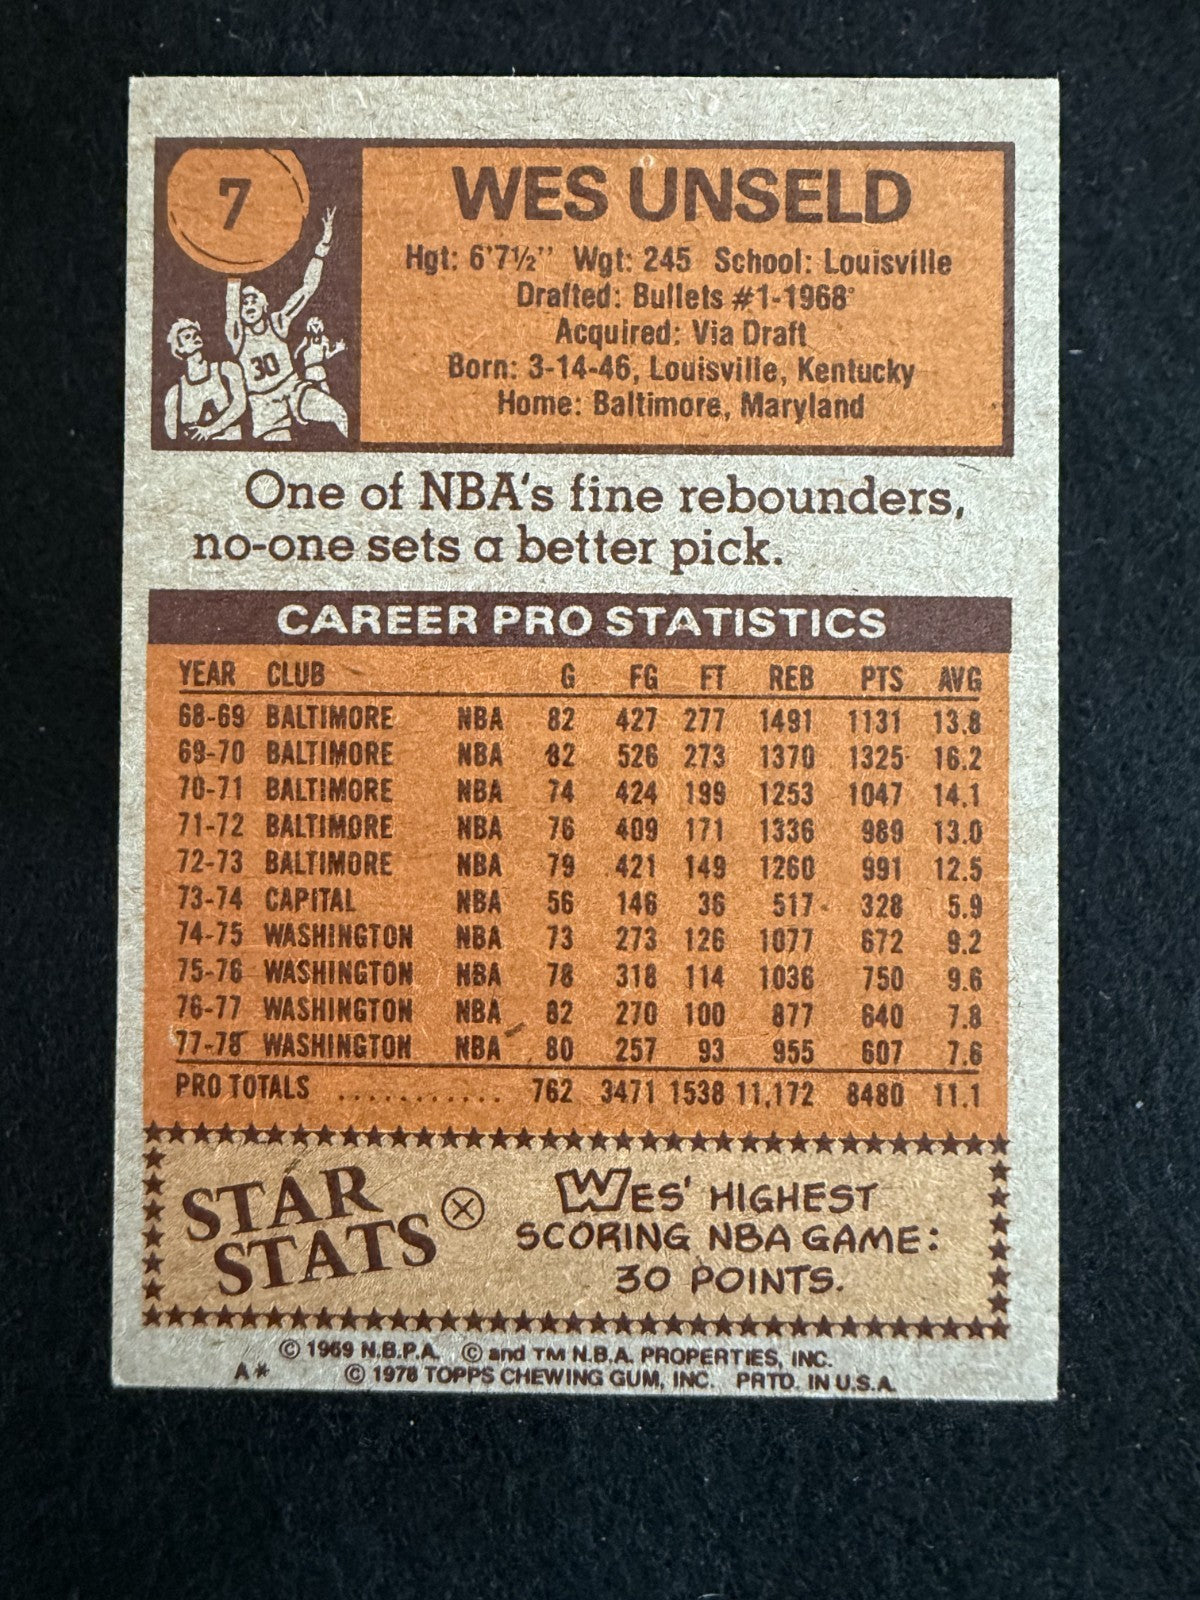 7
WES UNSELD
Hgt: 6'7½" Wgt: 245 School: Louisville
Drafted: Bullets #1-1968
Acquired: Via Draft
Born: 3-14-46, Louisville, Kentucky
Home: Baltimore, Maryland
30
One of NBA's fine rebounders,
no-one sets a better pick.
CAREER PRO STATISTICS
YEAR CLUB G FG FT REB PTS AVG
68-69 BALTIMORE NBA 82 427 277 1491 1131 13.8
69-70 BALTIMORE NBA 82 526 273 1370 1325 16.2
70-71 BALTIMORE NBA 74 424 199 1253 1047 14.1
71-72 BALTIMORE NBA 76 409 171 1336 989 13.0
72-73 BALTIMORE NBA 79 421 149 1260 991 12.5
73-74 CAPITAL NBA 56 146 36 517 328 5.9
74-75 WASHINGTON NBA 73 273 126 1077 672 9.2
75-76 WASHINGTON NBA 78 318 114 1036 750 9.6
76-77 WASHINGTON NBA 82 270 100 877 640 7.8
77-78 WASHINGTON NBA 80 257 93 955 607 7.6
PRO TOTALS ........... 762 3471 1538 11,172 8480 11.1
STAR
STATS
WES' HIGHEST
SCORING NBA GAME:
30 POINTS.
© 1969 N.B.P.A. © and TM N.B.A. PROPERTIES, INC.
A* © 1978 TOPPS CHEWING GUM, INC. PRTD. IN U.S.A.